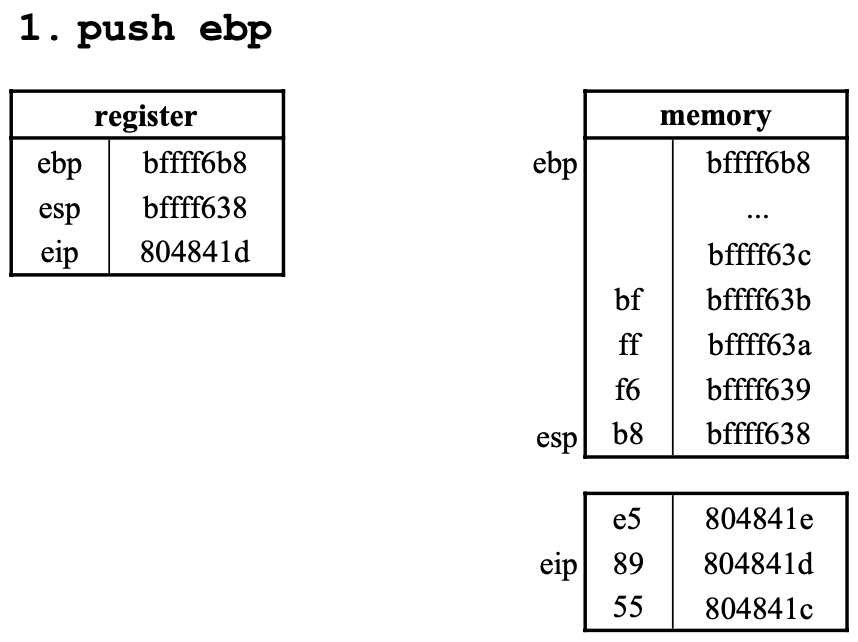 1. push ebp
register
ebp bffff6b8
esp bffff638
eip 804841d
memory
ebp bffff6b8
...
bffff63c
bf bffff63b
ff bffff63a
f6 bffff639
esp b8 bffff638
e5 804841e
eip 89 804841d
55 804841c